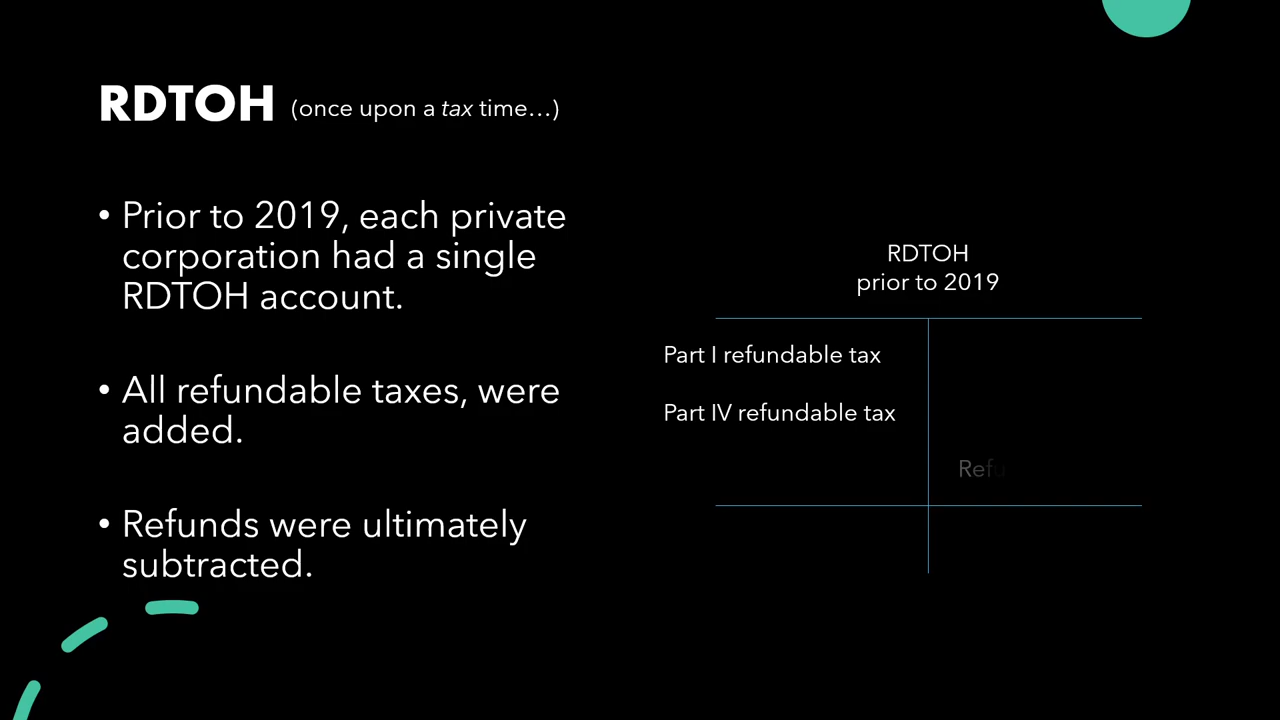 RDTOH (once upon a tax time…)
• Prior to 2019, each private
corporation had a single
RDTOH account.
• All refundable taxes, were
added.
• Refunds were ultimately
subtracted.
RDTOH
prior to 2019
Part I refundable tax
Part IV refundable tax